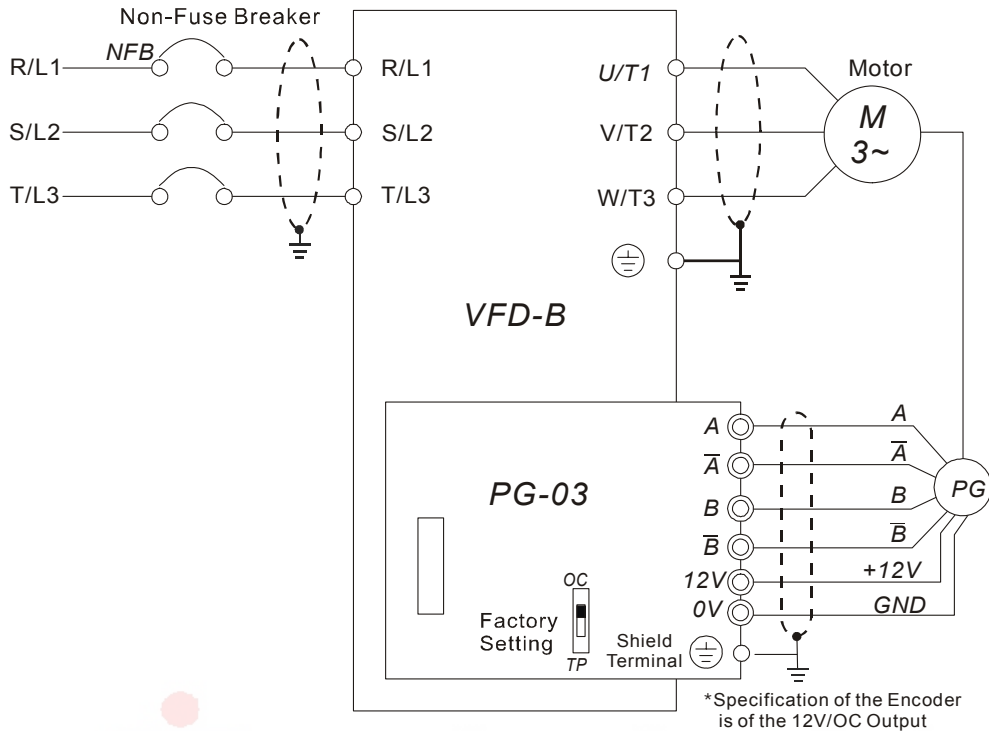 Non-Fuse Breaker
NFB
R/L1
R/L1
U/T1
Motor
S/L2
S/L2
V/T2
M
3~
T/L3
T/L3
W/T3
VFD-B
PG-03
A
A
A̅
A̅
B
B
B̅
B̅
PG
12V
+12V
0V
GND
OC
Factory
Setting
TP
Shield
Terminal
*Specification of the Encoder
is of the 12V/OC Output